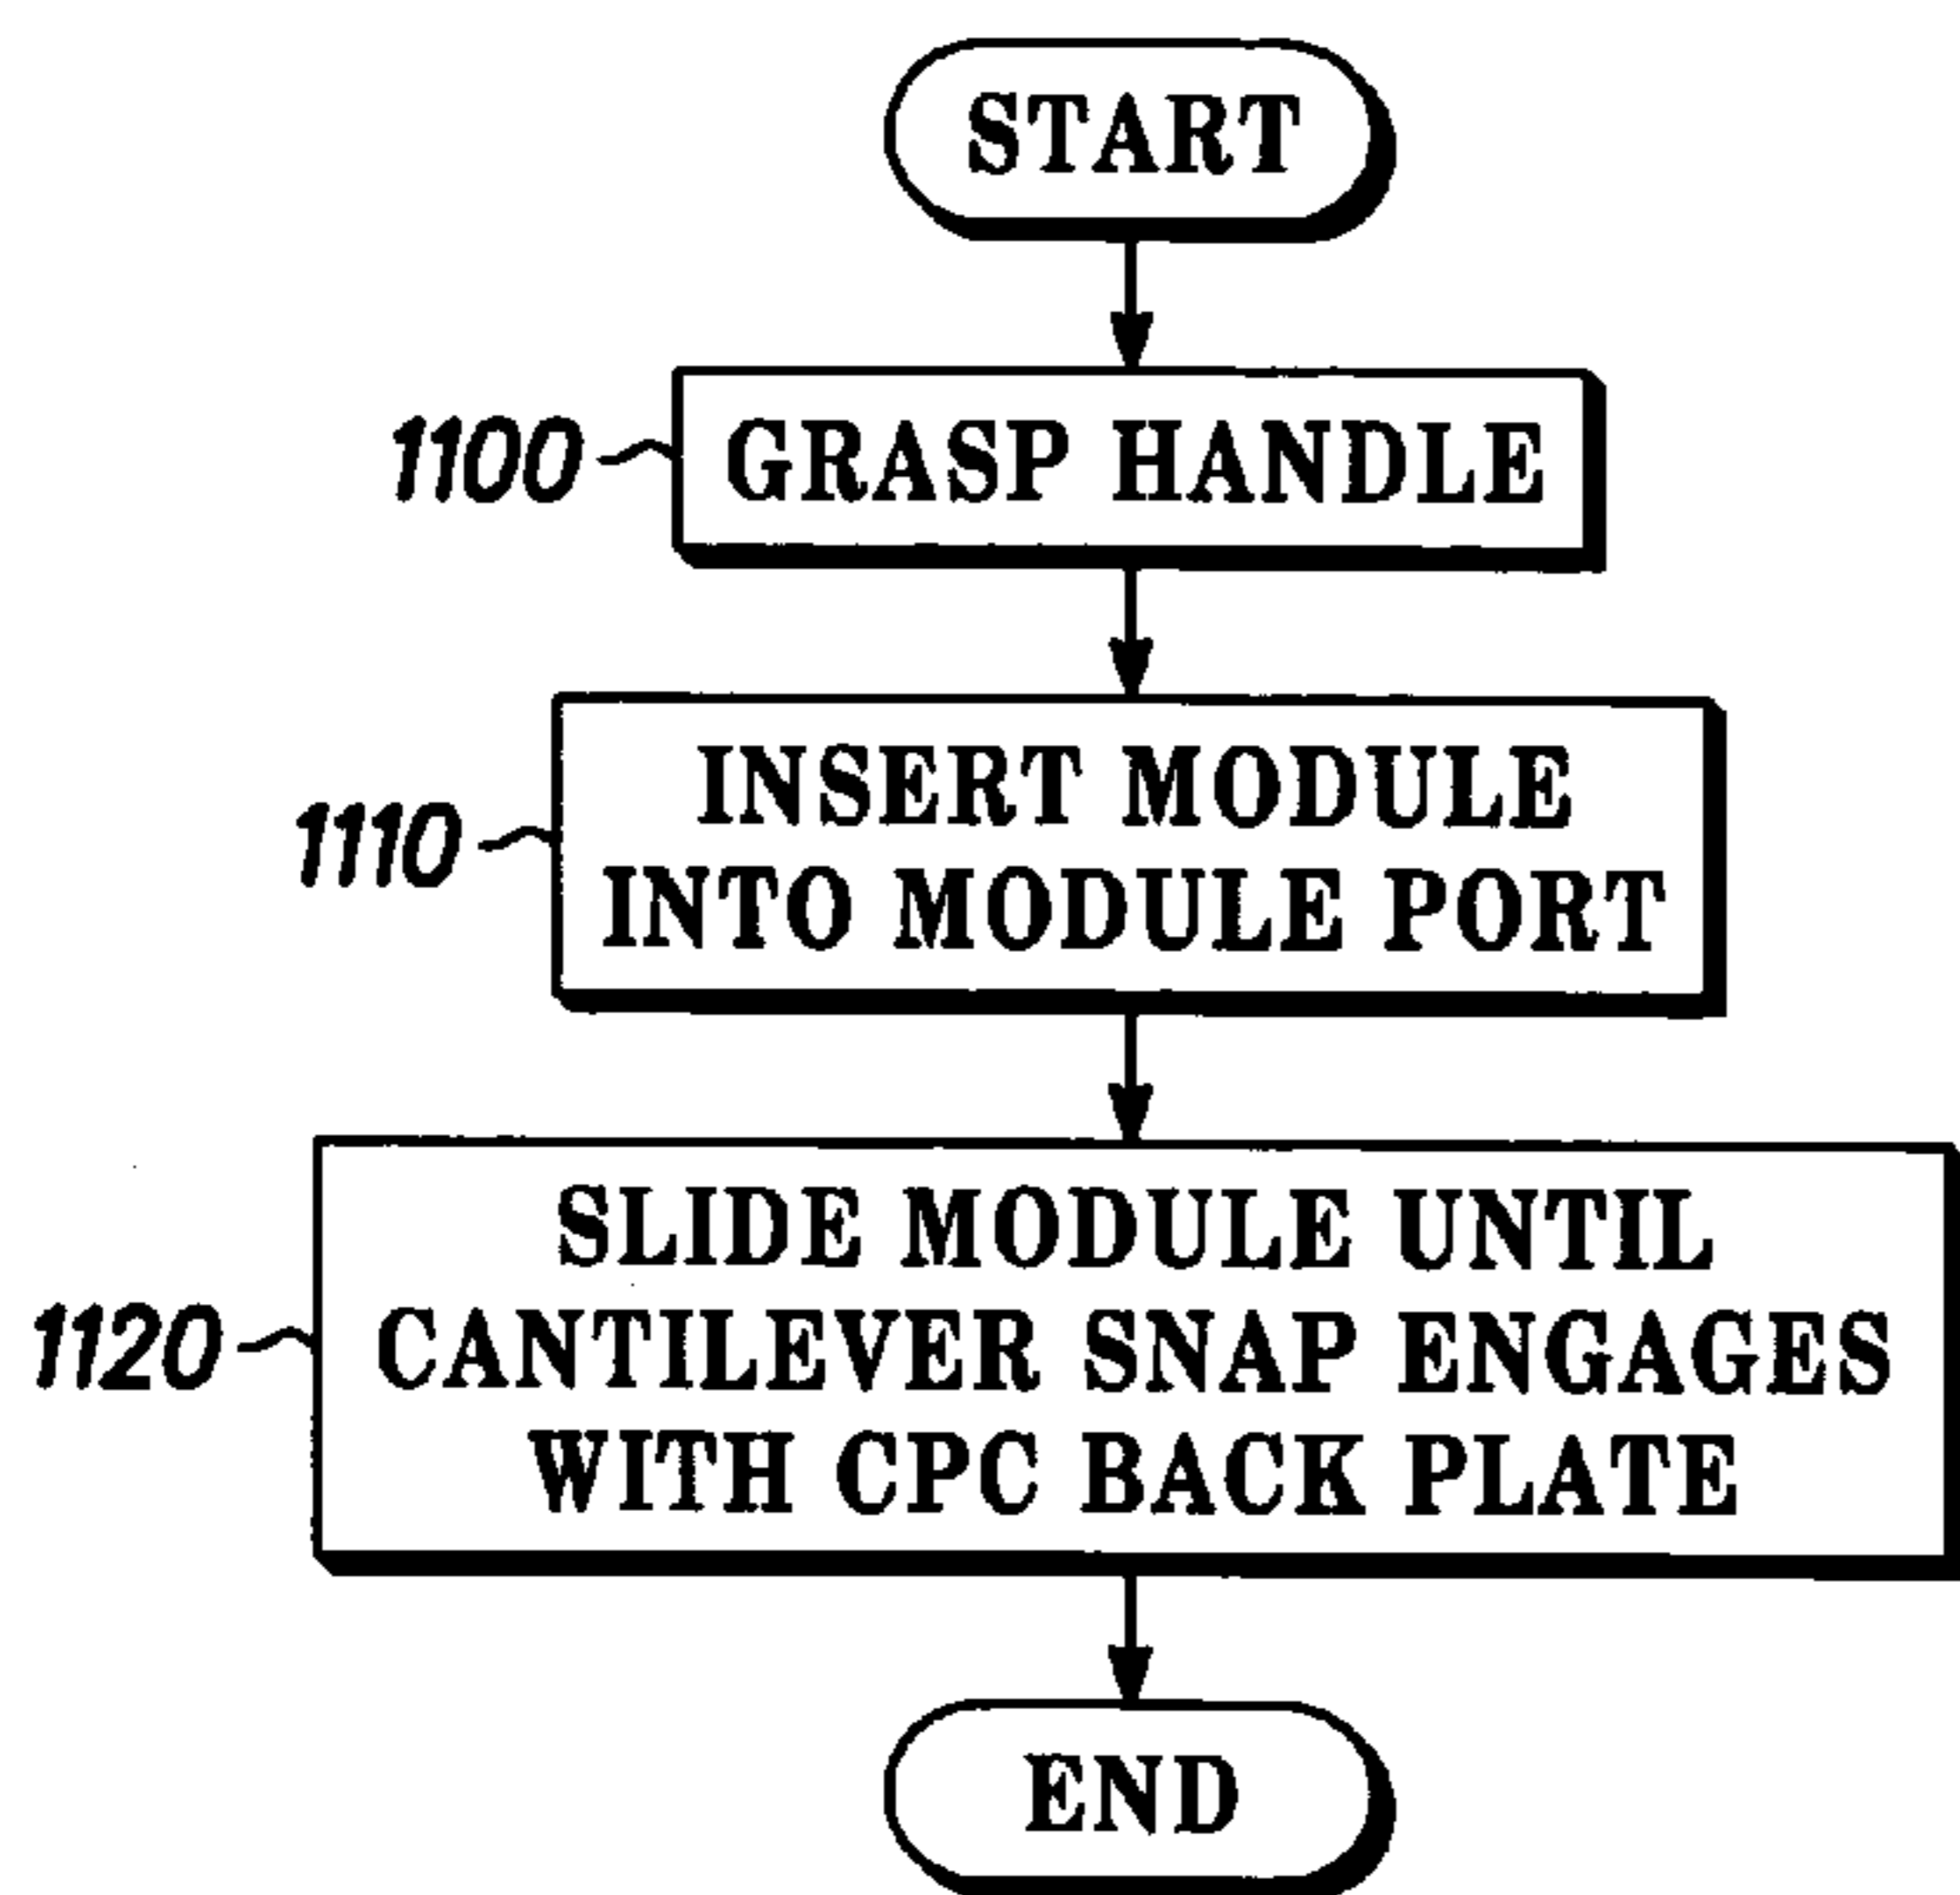 START
1100
GRASP HANDLE
1110
INSERT MODULE
INTO MODULE PORT
1120
SLIDE MODULE UNTIL
CANTILEVER SNAP ENGAGES
WITH CPC BACK PLATE
END